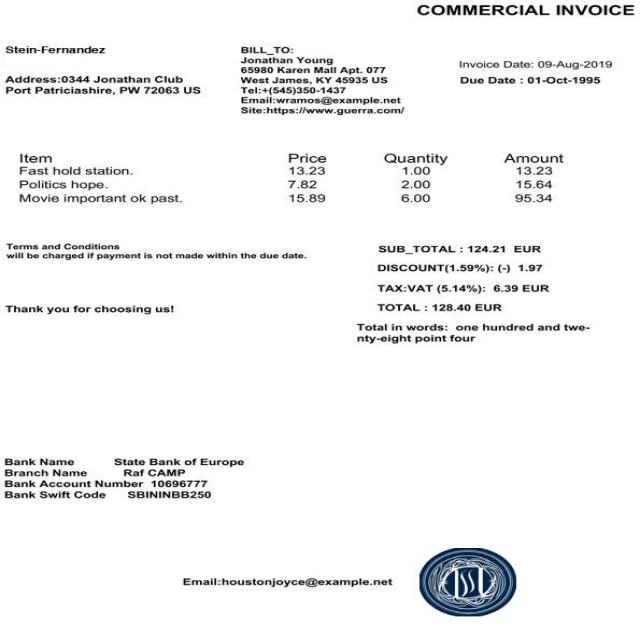 COMMERCIAL INVOICE
Stein-Fernandez
Address:0344 Jonathan Club
Port Patriciashire, PW 72063 US
BILL_TO:
Jonathan Young
65980 Karen Mall Apt. 077
West James, KY 45935 US
Tel:+(545)350-1437
Email:wramos@example.net
Site:https://www.guerra.com/
Invoice Date: 09-Aug-2019
Due Date : 01-Oct-1995
Item Price Quantity Amount
Fast hold station. 13.23 1.00 13.23
Politics hope. 7.82 2.00 15.64
Movie important ok past. 15.89 6.00 95.34
Terms and Conditions
will be charged if payment is not made within the due date.
SUB_TOTAL : 124.21 EUR
DISCOUNT(1.59%): (-) 1.97
TAX:VAT (5.14%): 6.39 EUR
TOTAL : 128.40 EUR
Thank you for choosing us!
Total in words: one hundred and twe-
nty-eight point four
Bank Name State Bank of Europe
Branch Name Raf CAMP
Bank Account Number 10696777
Bank Swift Code SBININBB250
Email:houstonjoyce@example.net